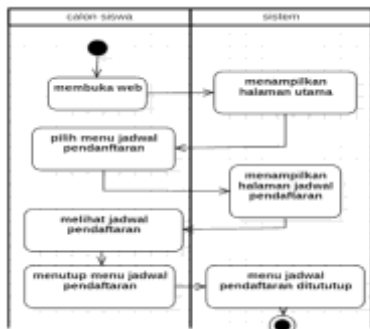 calon siswa
sistem
membuka web
menampilkan
halaman utama
pilih menu jadwal
pendanftaran
menampilkan
halaman jadwal
pendaftaran
melihat jadwal
pendaftaran
menutup menu jadwal
pendaftaran
menu jadwal
pendaftaran ditututup